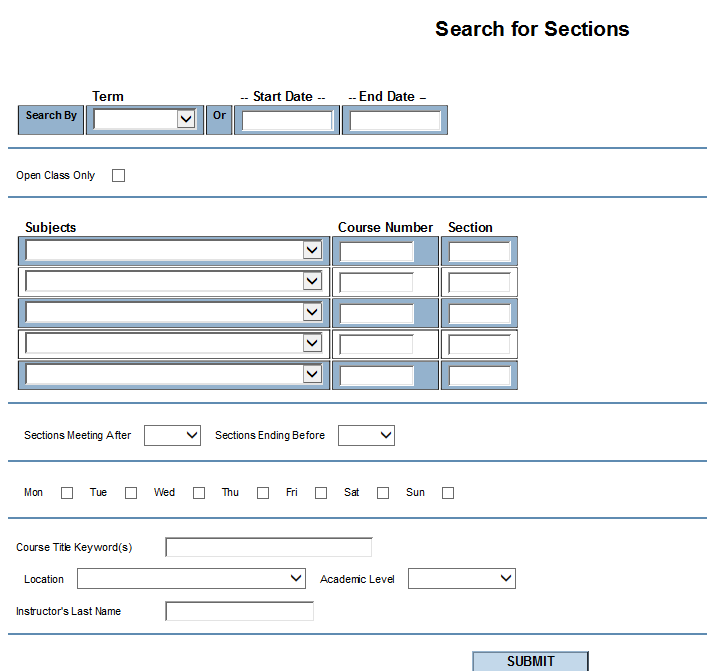 Search for Sections
Term -- Start Date -- -- End Date --
Search By Or
Open Class Only
Subjects Course Number Section
Sections Meeting After Sections Ending Before
Mon Tue Wed Thu Fri Sat Sun
Course Title Keyword(s)
Location Academic Level
Instructor's Last Name
SUBMIT